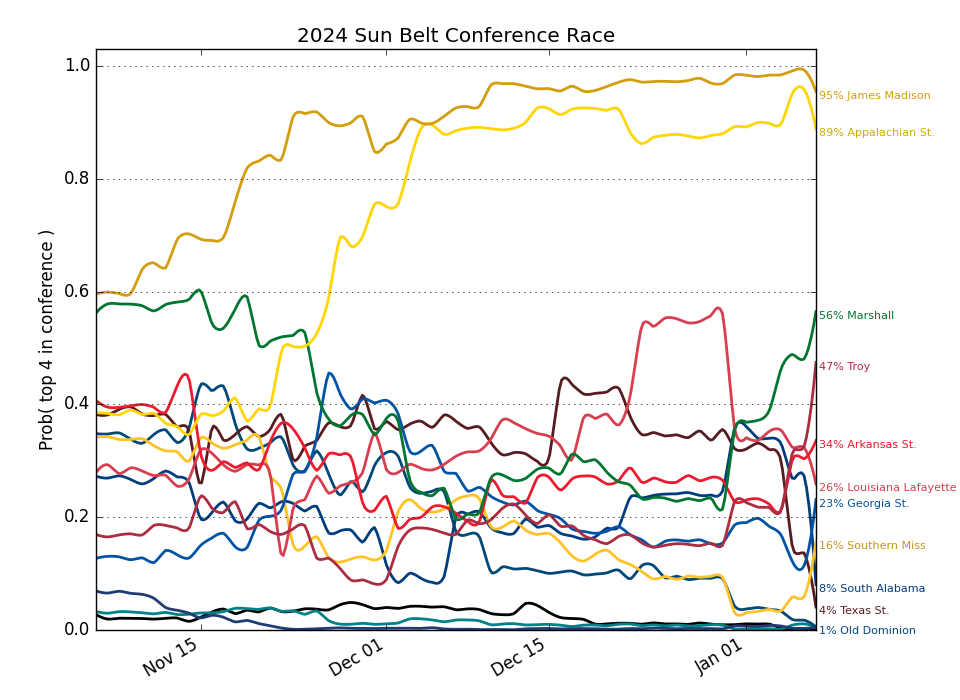 2024 Sun Belt Conference Race
Prob( top 4 in conference )
1.0
0.8
0.6
0.4
0.2
0.0
Nov 15
Dec 01
Dec 15
Jan 01
95% James Madison
89% Appalachian St.
56% Marshall
47% Troy
34% Arkansas St.
26% Louisiana Lafayette
23% Georgia St.
16% Southern Miss
8% South Alabama
4% Texas St.
1% Old Dominion